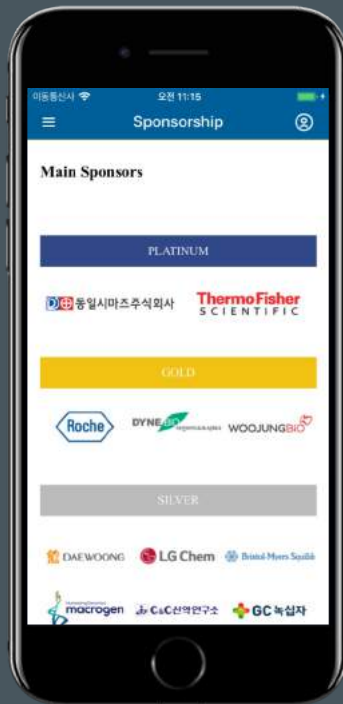 이동통신사 오전 11:15
Sponsorship
Main Sponsors
PLATINUM
동일시마즈주식회사 ThermoFisher
SCIENTIFIC
GOLD
Roche DYNE BIO WOOJUNGBIO
SILVER
DAEWOONG LG Chem Bristol-Myers Squibb
macrogen C&C신약연구소 GC녹십자